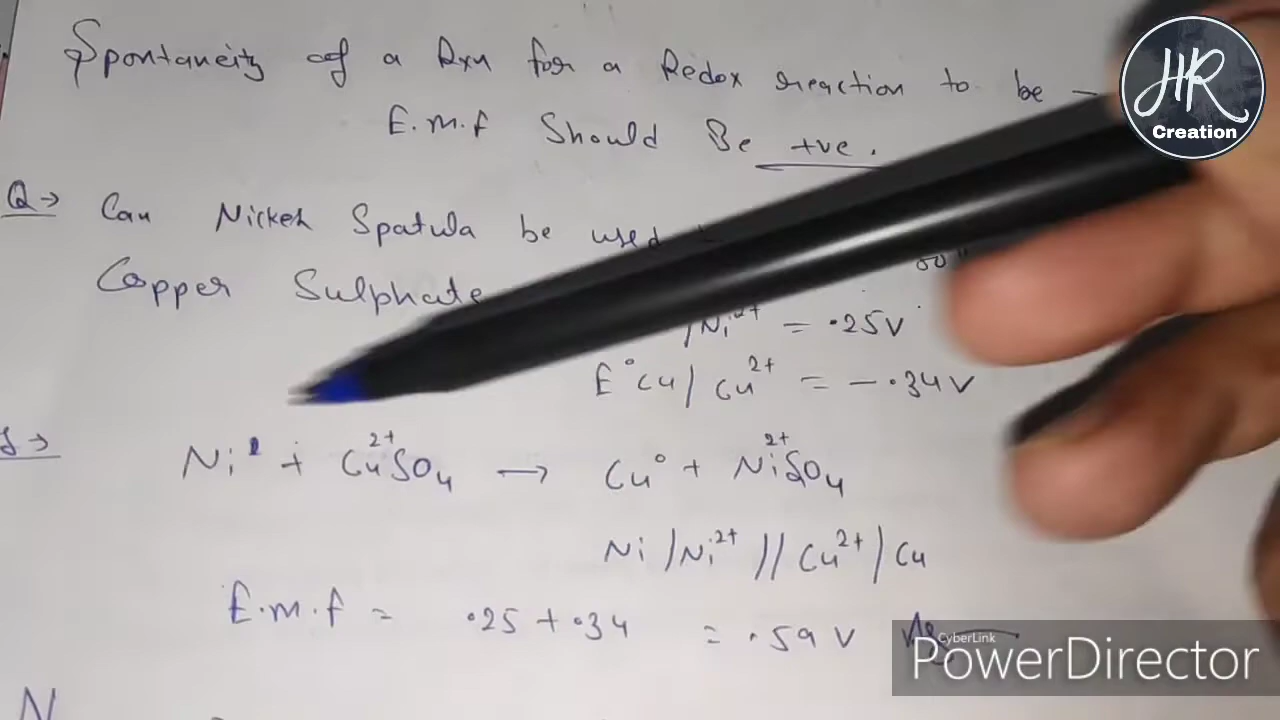 Spontaneity of a Rxn for a Redox reaction to be -
E.m.f Should Be +ve.
Q→ Can Nickel Spatula be used
Copper Sulphate
/Ni²⁺ = .25V
E°Cu/Cu²⁺ = -.34V
Ni + Cu²⁺SO₄ → Cu° + Ni²⁺SO₄
Ni/Ni²⁺//Cu²⁺/Cu
E.m.f = .25+.34 = .59 V
N
HR
Creation
CyberLink
PowerDirector